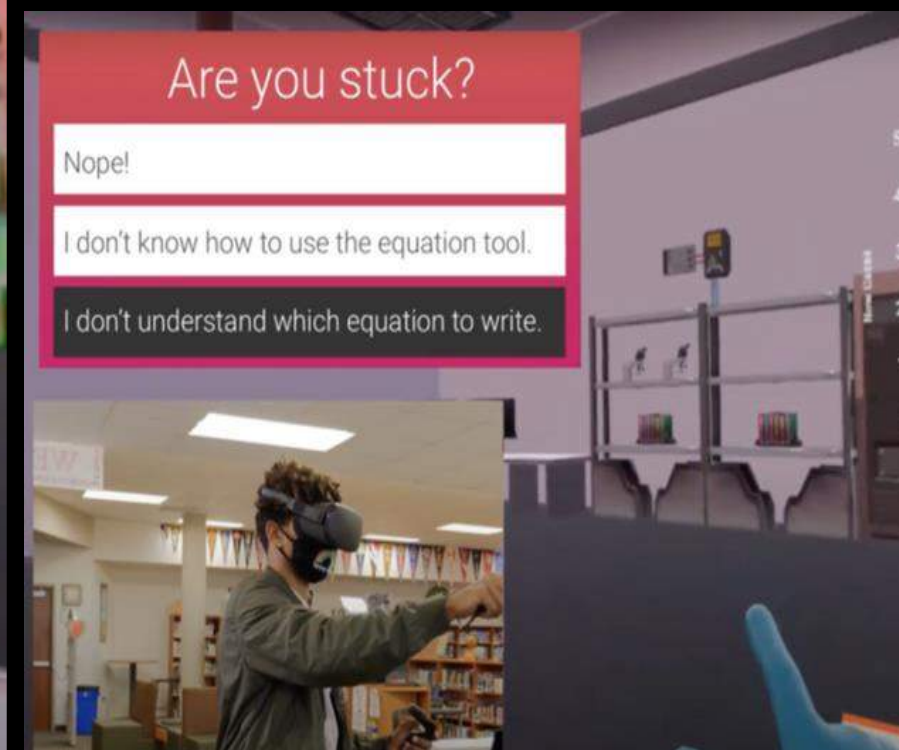 Are you stuck?
Nope!
I don't know how to use the equation tool.
I don't understand which equation to write.